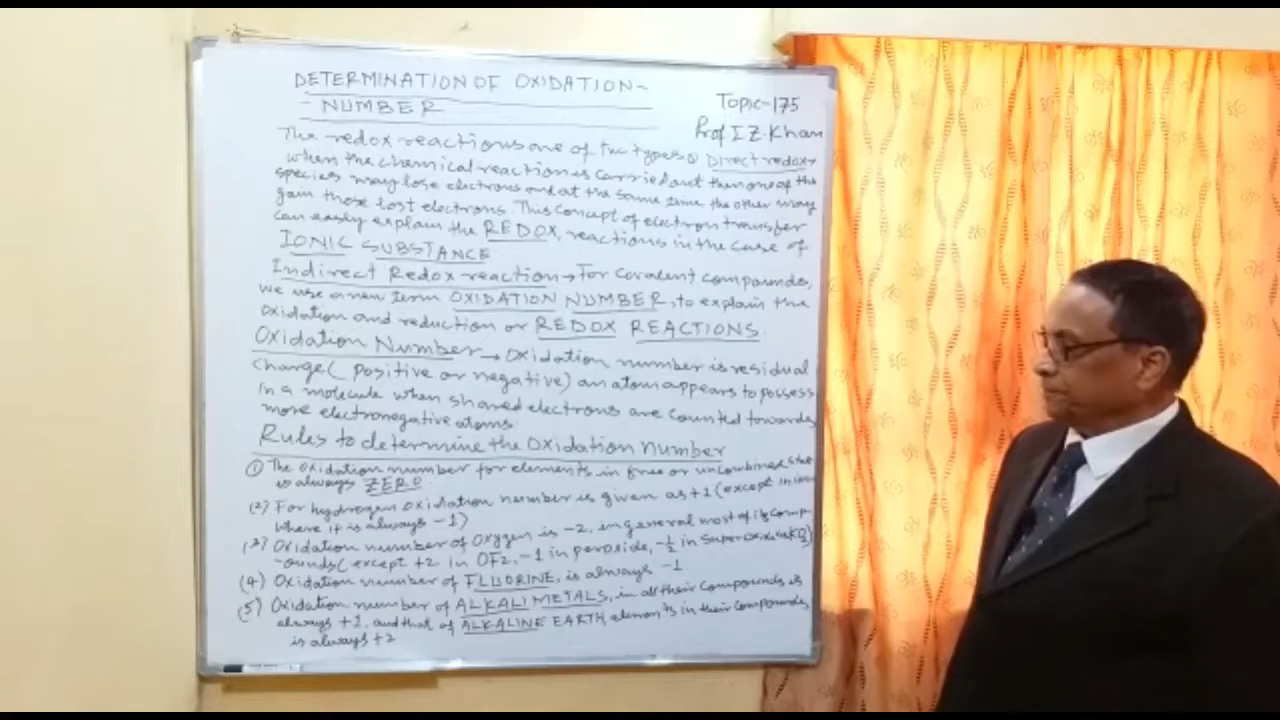 DETERMINATION OF OXIDATION-
- NUMBER
Topic-175
Prof I Z. Khan
The redox reactions are of two types ① Direct redox→
when the chemical reaction is carried out then one of the
species may lose electrons and at the same time the other may
gain those lost electrons. This concept of electron transfer
can easily explain the REDOX, reactions in the case of
IONIC SUBSTANCE
Indirect Redox reaction → For covalent compounds,
we use a new term OXIDATION NUMBER, to explain the
oxidation and reduction or REDOX REACTIONS.
Oxidation Number → Oxidation number is residual
charge ( positive or negative) an atom appears to possess
in a molecule when shared electrons are counted towards
more electronegative atoms.
Rules to determine the Oxidation number
① The oxidation number for elements in free or uncombined state
is always ZERO
(2) For hydrogen oxidation number is given as +1 (except in ionic
where it is always -1)
(3) Oxidation number of Oxygen is -2, in general most of its comp-
-ounds( except +2 in OF2, -1 in peroxide, -½ in Superoxide KO2)
(4) Oxidation number of FLUORINE, is always -1
(5) Oxidation number of ALKALI METALS, in all their compounds is
always +1, and that of ALKALINE EARTH elements in their compounds,
is always +2